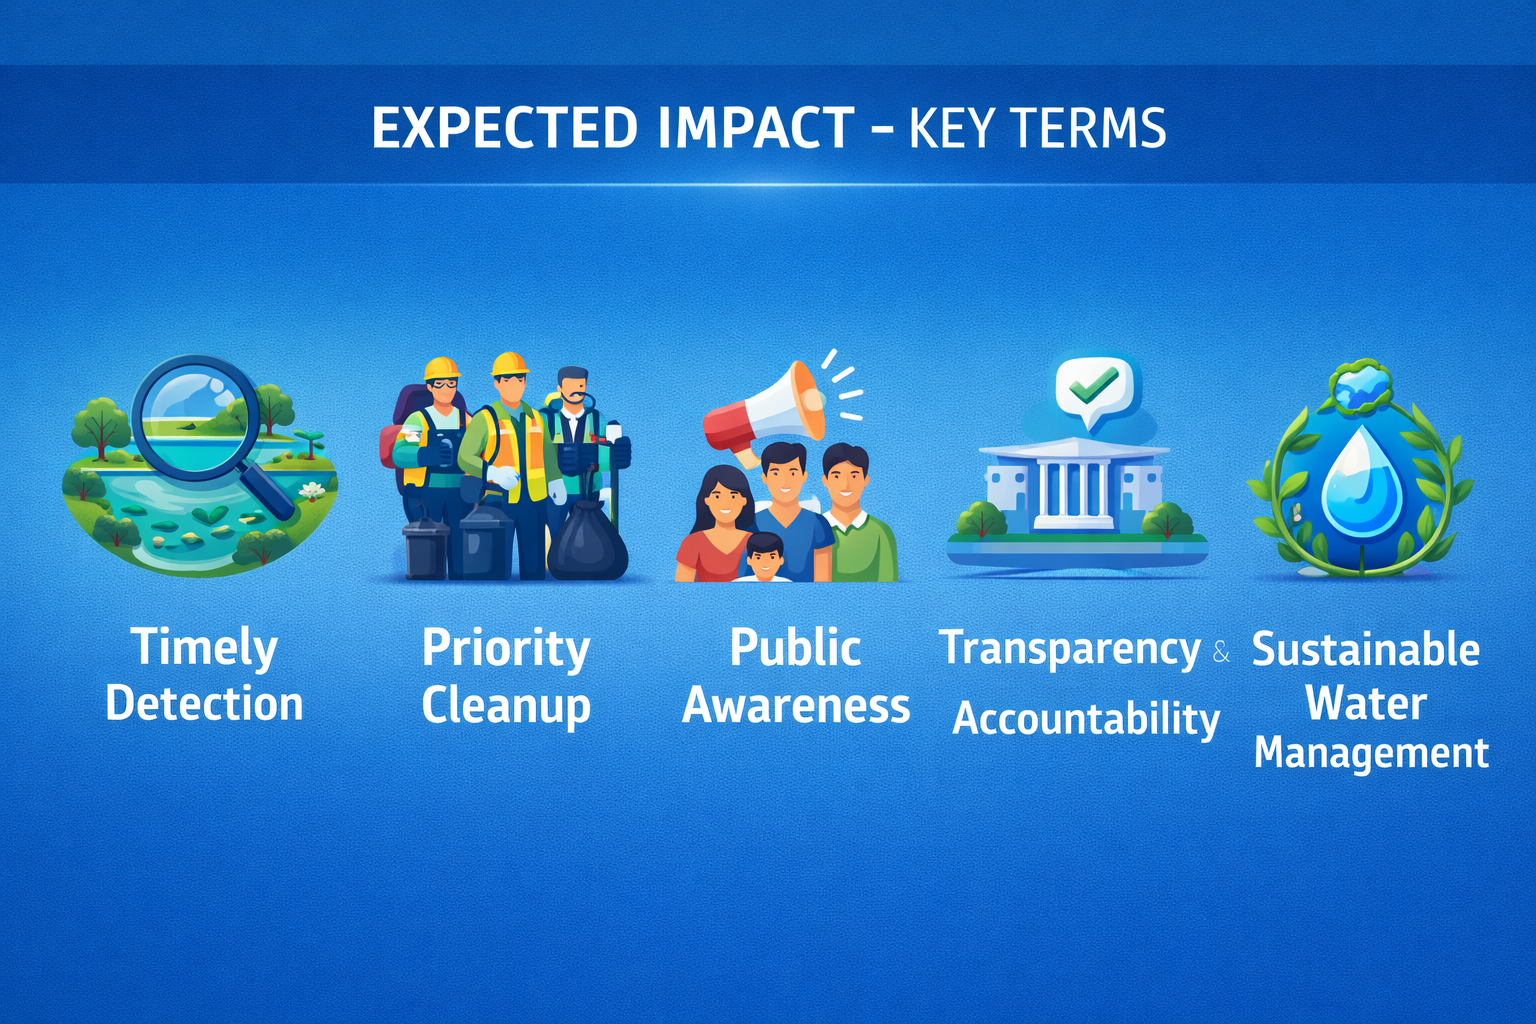 EXPECTED IMPACT – KEY TERMS
Timely
Detection
Priority
Cleanup
Public
Awareness
Transparency &
Accountability
Sustainable
Water
Management